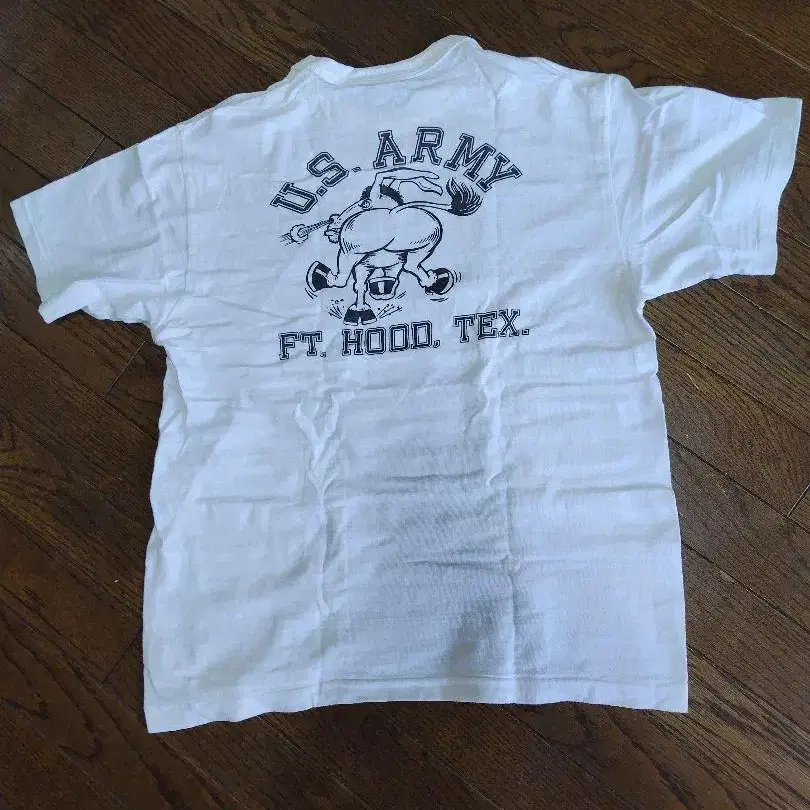 U.S. ARMY
FT. HOOD, TEX.